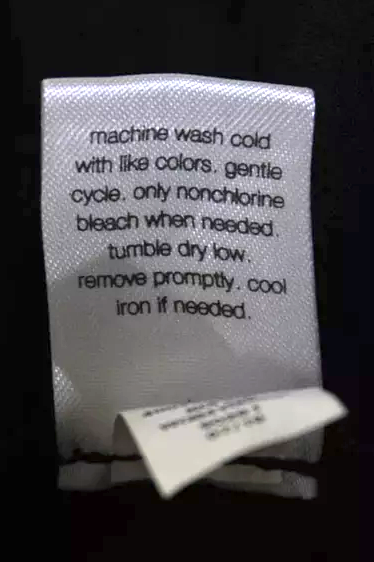 machine wash cold
with like colors. gentle
cycle. only nonchlorine
bleach when needed.
tumble dry low.
remove promptly. cool
iron if needed.